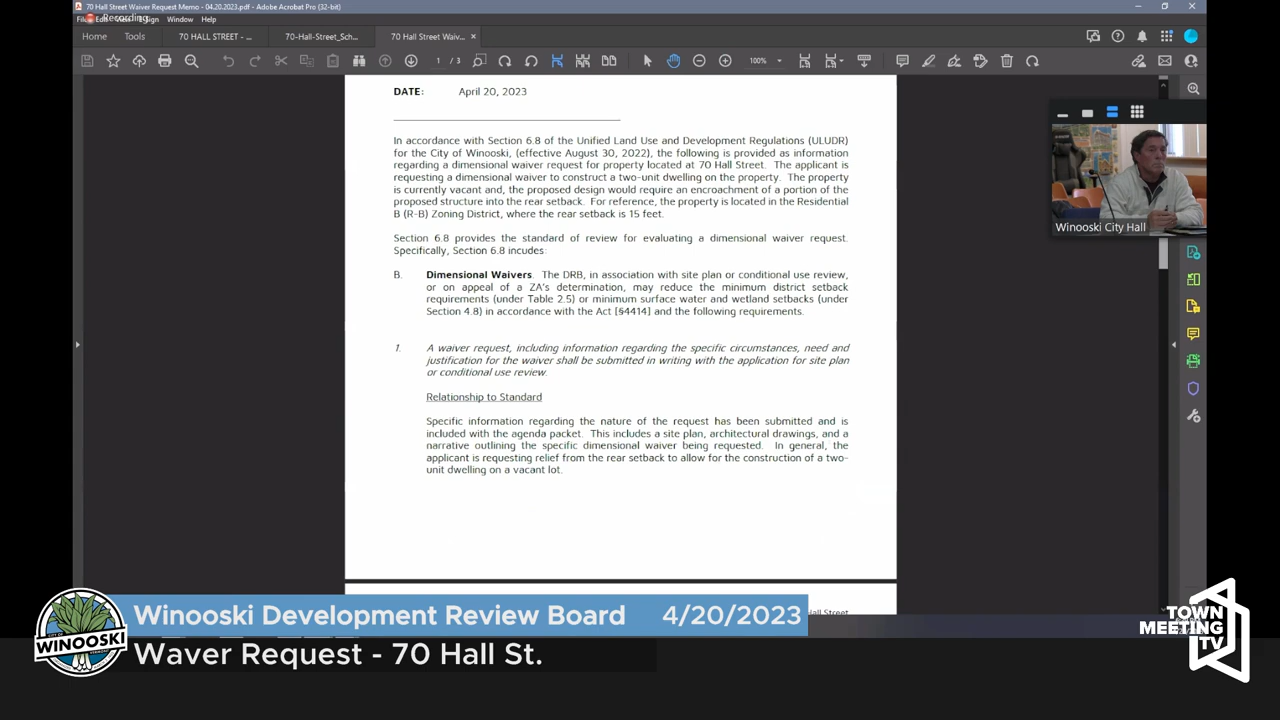 70 Hall Street Waiver Request Memo - 04.20.2023.pdf - Adobe Acrobat Pro (32-bit)
Recording
Window Help
Home Tools 70 HALL STREET - ... 70-Hall-Street_Sch... 70 Hall Street Waiv... ×
1 / 3 100%
DATE: April 20, 2023
In accordance with Section 6.8 of the Unified Land Use and Development Regulations (ULUDR)
for the City of Winooski, (effective August 30, 2022), the following is provided as information
regarding a dimensional waiver request for property located at 70 Hall Street. The applicant is
requesting a dimensional waiver to construct a two-unit dwelling on the property. The property
is currently vacant and, the proposed design would require an encroachment of a portion of the
proposed structure into the rear setback. For reference, the property is located in the Residential
B (R-B) Zoning District, where the rear setback is 15 feet.
Section 6.8 provides the standard of review for evaluating a dimensional waiver request.
Specifically, Section 6.8 incudes:
B. Dimensional Waivers. The DRB, in association with site plan or conditional use review,
or on appeal of a ZA's determination, may reduce the minimum district setback
requirements (under Table 2.5) or minimum surface water and wetland setbacks (under
Section 4.8) in accordance with the Act [§4414] and the following requirements.
1. A waiver request, including information regarding the specific circumstances, need and
justification for the waiver shall be submitted in writing with the application for site plan
or conditional use review.
Relationship to Standard
Specific information regarding the nature of the request has been submitted and is
included with the agenda packet. This includes a site plan, architectural drawings, and a
narrative outlining the specific dimensional waiver being requested. In general, the
applicant is requesting relief from the rear setback to allow for the construction of a two-
unit dwelling on a vacant lot.
Hall Street
Winooski City Hall
CITY OF
WINOOSKI
VERMONT
Winooski Development Review Board 4/20/2023
Waver Request - 70 Hall St.
TOWN
MEETING
TV